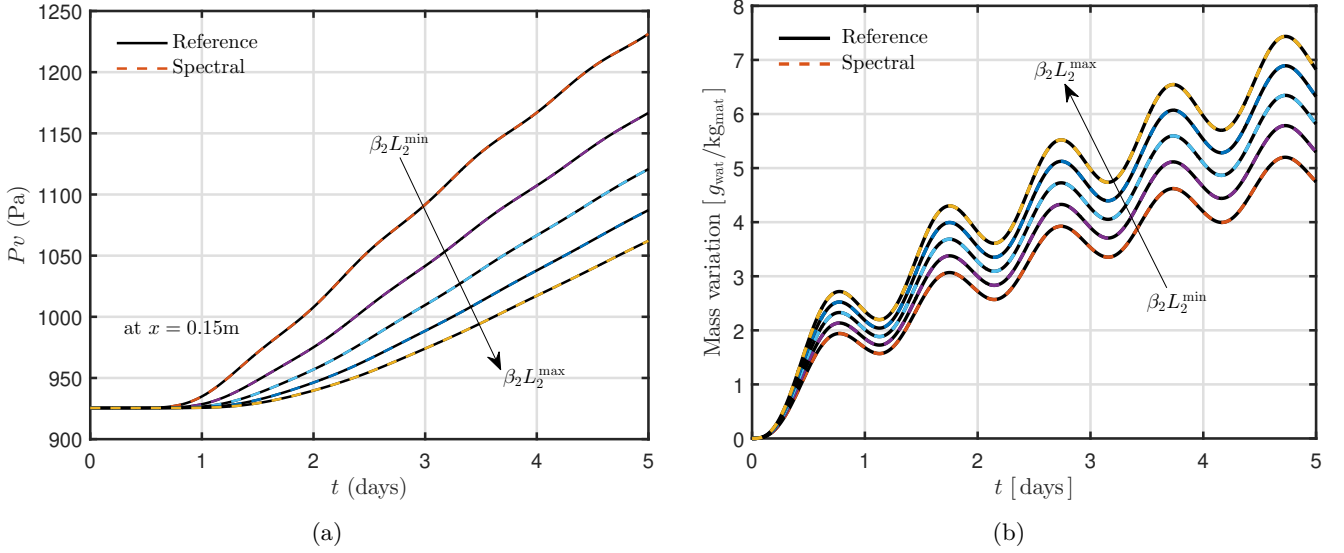 1250
1200
1150
1100
1050
1000
950
900
Pv (Pa)
Reference
Spectral
β₂L₂ᵐⁱⁿ
at x = 0.15m
β₂L₂ᵐᵃˣ
0 1 2 3 4 5
t (days)
(a)
8
7
6
5
4
3
2
1
0
Mass variation [ g_wat/kg_mat ]
Reference
Spectral
β₂L₂ᵐᵃˣ
β₂L₂ᵐⁱⁿ
0 1 2 3 4 5
t [ days ]
(b)